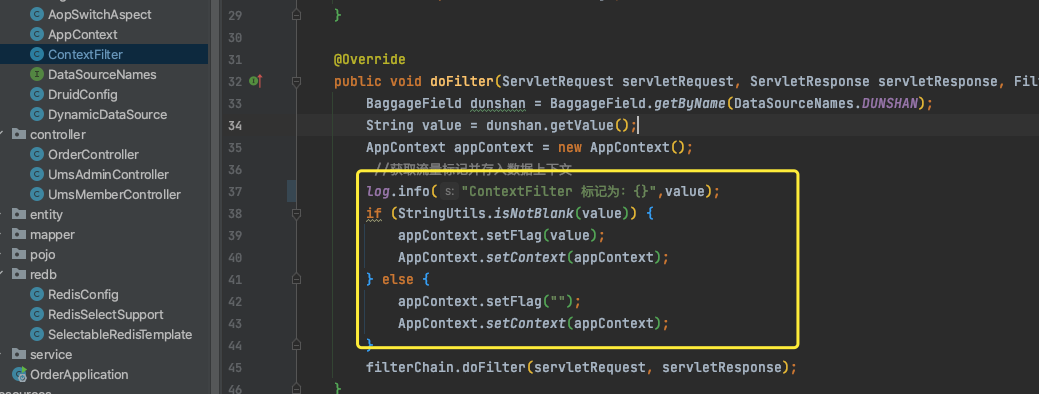 AopSwitchAspect
AppContext
ContextFilter
DataSourceNames
DruidConfig
DynamicDataSource
controller
OrderController
UmsAdminController
UmsMemberController
entity
mapper
pojo
redb
RedisConfig
RedisSelectSupport
SelectableRedisTemplate
service
OrderApplication
29 }
30
31 @Override
32 public void doFilter(ServletRequest servletRequest, ServletResponse servletResponse, Fil
33 BaggageField dunshan = BaggageField.getByName(DataSourceNames.DUNSHAN);
34 String value = dunshan.getValue();
35 AppContext appContext = new AppContext();
36 //获取流量标记并存入数据上下文
37 log.info( s: "ContextFilter 标记为: {}",value);
38 if (StringUtils.isNotBlank(value)) {
39 appContext.setFlag(value);
40 AppContext.setContext(appContext);
41 } else {
42 appContext.setFlag("");
43 AppContext.setContext(appContext);
44 }
45 filterChain.doFilter(servletRequest, servletResponse);
46 }